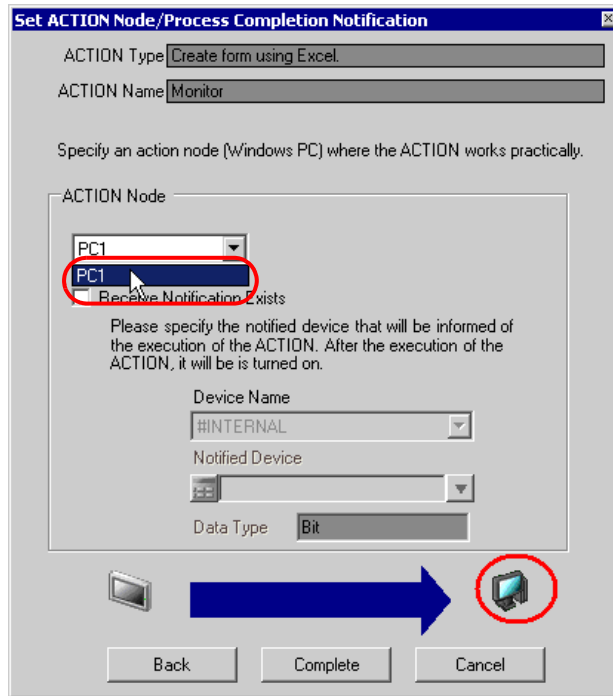 Set ACTION Node/Process Completion Notification
ACTION Type Create form using Excel.
ACTION Name Monitor
Specify an action node (Windows PC) where the ACTION works practically.
ACTION Node
PC1
PC1
Receive Notification Exists
Please specify the notified device that will be informed of
the execution of the ACTION. After the execution of the
ACTION, it will be is turned on.
Device Name
#INTERNAL
Notified Device
Data Type Bit
Back Complete Cancel